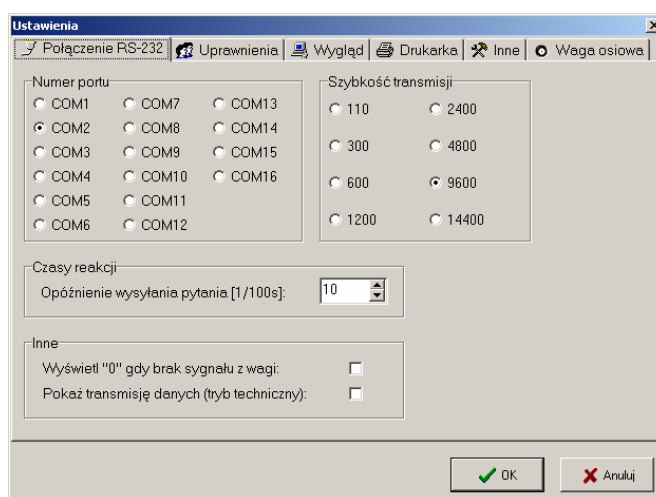 Ustawienia
Połączenie RS-232 Uprawnienia Wygląd Drukarka Inne Waga osiowa
Numer portu
COM1 COM7 COM13
COM2 COM8 COM14
COM3 COM9 COM15
COM4 COM10 COM16
COM5 COM11
COM6 COM12
Szybkość transmisji
110 2400
300 4800
600 9600
1200 14400
Czasy reakcji
Opóźnienie wysyłania pytania [1/100s]: 10
Inne
Wyświetl "0" gdy brak sygnału z wagi:
Pokaż transmisję danych (tryb techniczny):
OK Anuluj